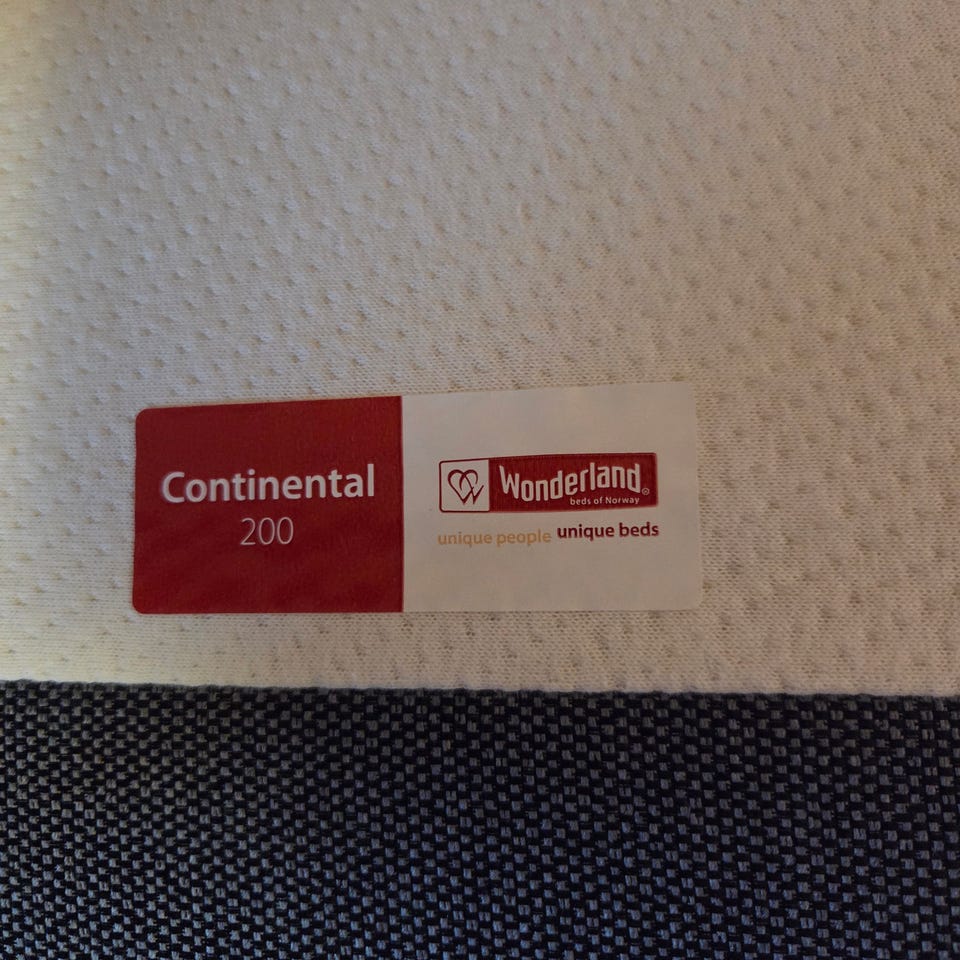 Continental
200
Wonderland®
beds of Norway
unique people unique beds